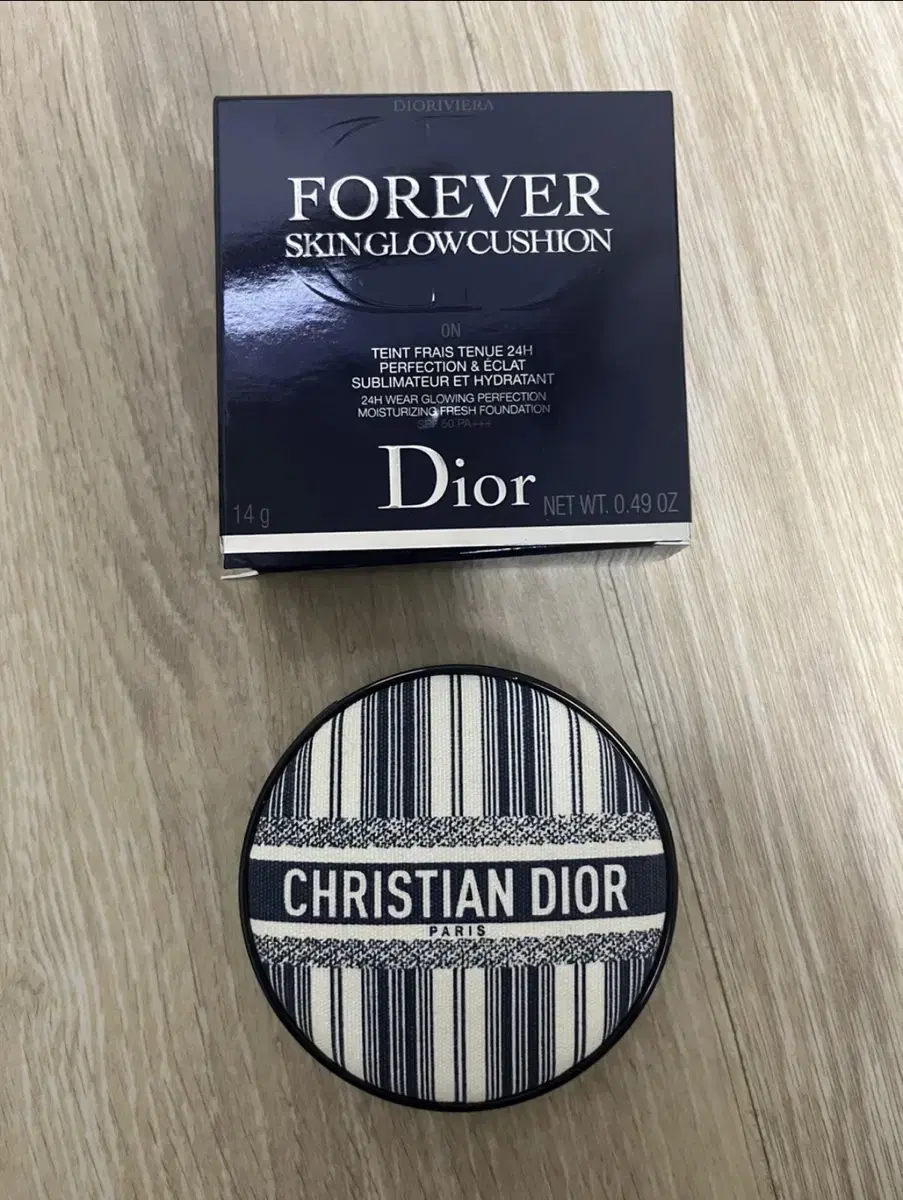 DIORIVIERA
FOREVER
SKIN GLOW CUSHION
0N
TEINT FRAIS TENUE 24H
PERFECTION & ÉCLAT
SUBLIMATEUR ET HYDRATANT
24H WEAR GLOWING PERFECTION
MOISTURIZING FRESH FOUNDATION
SPF 50 PA+++
Dior
14 g
NET WT. 0.49 OZ
CHRISTIAN DIOR
PARIS